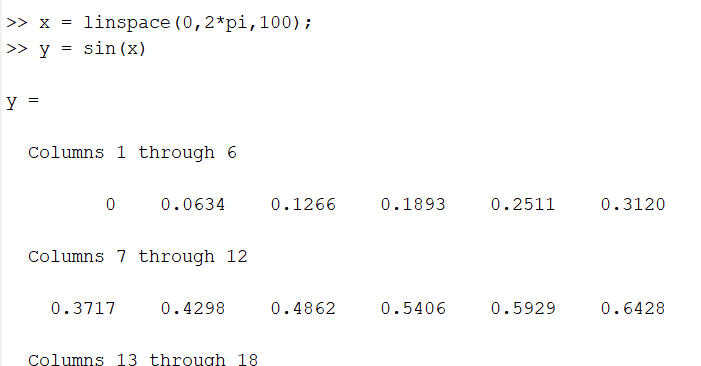 >> x = linspace(0,2*pi,100);
>> y = sin(x)
y =
Columns 1 through 6
0 0.0634 0.1266 0.1893 0.2511 0.3120
Columns 7 through 12
0.3717 0.4298 0.4862 0.5406 0.5929 0.6428
Columns 13 through 18